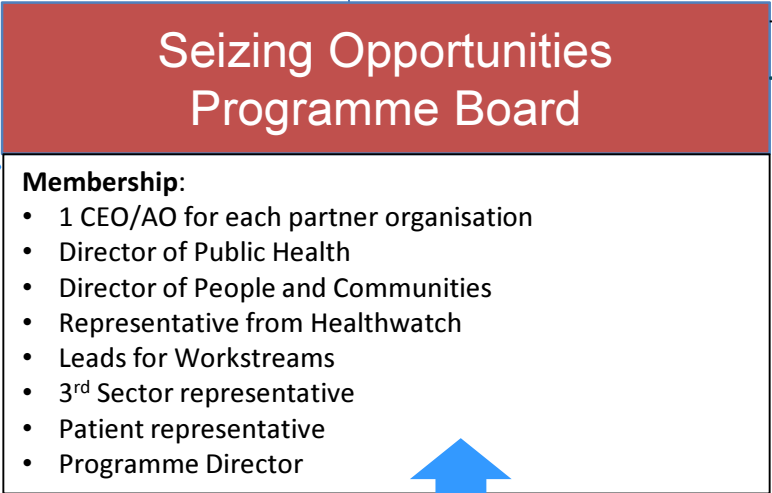 Seizing Opportunities
Programme Board
Membership:
• 1 CEO/AO for each partner organisation
• Director of Public Health
• Director of People and Communities
• Representative from Healthwatch
• Leads for Workstreams
• 3rd Sector representative
• Patient representative
• Programme Director